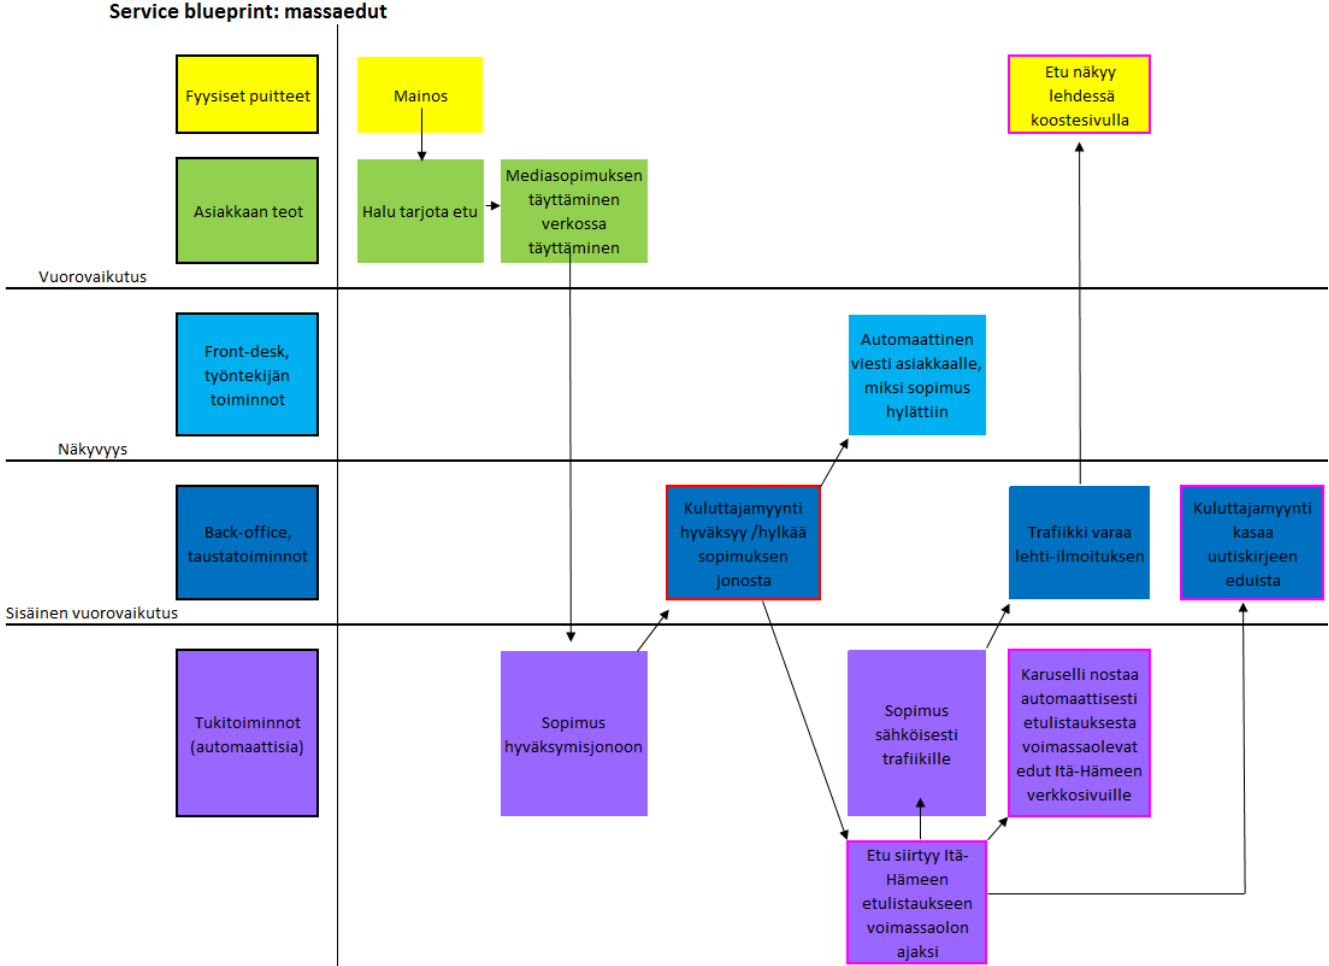 Service blueprint: massaedut
Fyysiset puitteet
Mainos
Etu näkyy
lehdessä
koostesivulla
Asiakkaan teot
Halu tarjota etu
Mediasopimuksen
täyttäminen
verkossa
täyttäminen
Vuorovaikutus
Front-desk,
työntekijän
toiminnot
Automaattinen
viesti asiakkaalle,
miksi sopimus
hylättiin
Näkyvyys
Back-office,
taustatoiminnot
Kuluttajamyynti
hyväksyy /hylkää
sopimuksen
jonosta
Trafiikki varaa
lehti-ilmoituksen
Kuluttajamyynti
kasaa
uutiskirjeen
eduista
Sisäinen vuorovaikutus
Tukitoiminnot
(automaattisia)
Sopimus
hyväksymisjonoon
Sopimus
sähköisesti
trafiikille
Karuselli nostaa
automaattisesti
etulistauksesta
voimassaolevat
edut Itä-Hämeen
verkkosivuille
Etu siirtyy Itä-
Hämeen
etulistaukseen
voimassaolon
ajaksi